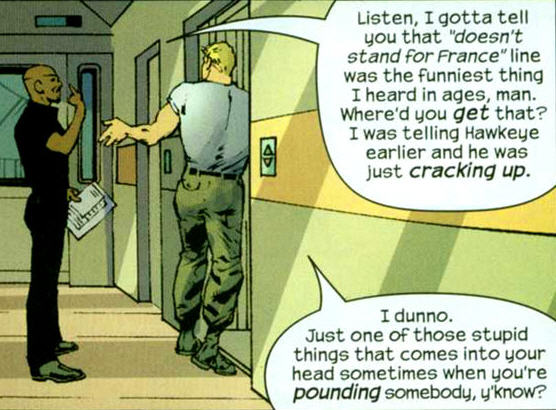 Listen, I gotta tell
you that "doesn't
stand for France" line
was the funniest thing
I heard in ages, man.
Where'd you get that?
I was telling Hawkeye
earlier and he was
just cracking up.
I dunno.
Just one of those stupid
things that comes into your
head sometimes when you're
pounding somebody, y'know?